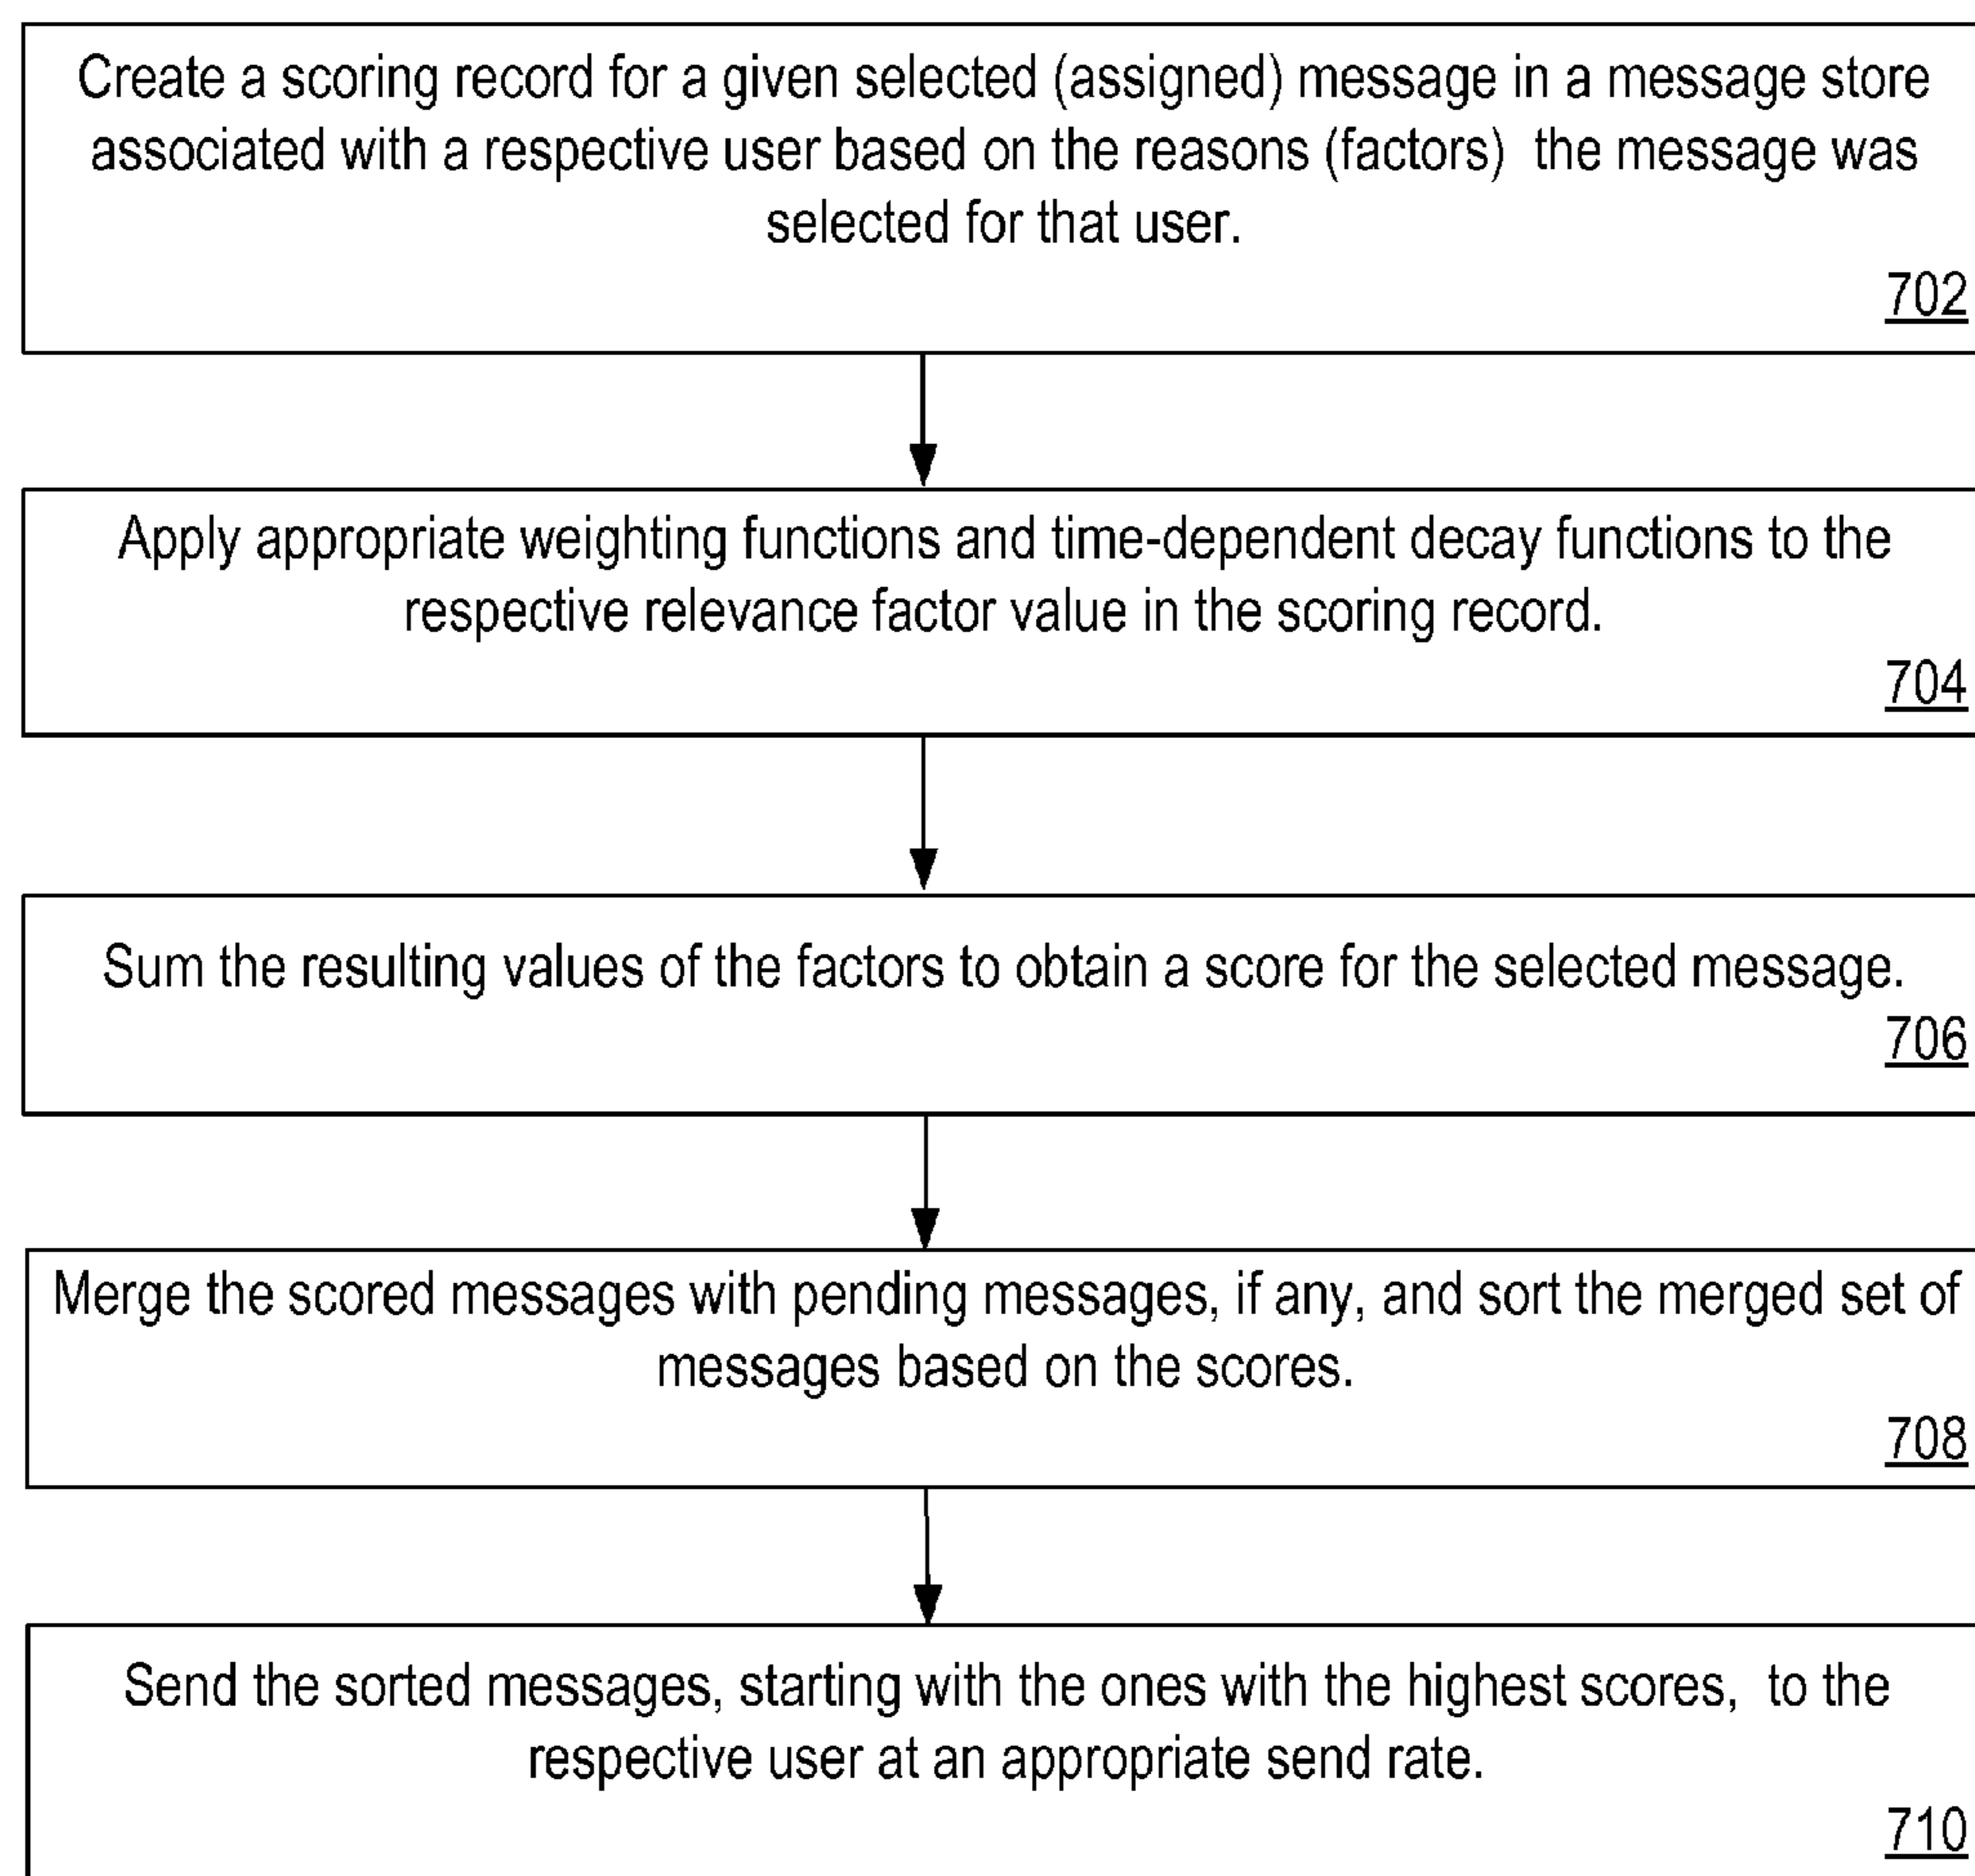 Create a scoring record for a given selected (assigned) message in a message store
associated with a respective user based on the reasons (factors) the message was
selected for that user.
702
Apply appropriate weighting functions and time-dependent decay functions to the
respective relevance factor value in the scoring record.
704
Sum the resulting values of the factors to obtain a score for the selected message.
706
Merge the scored messages with pending messages, if any, and sort the merged set of
messages based on the scores.
708
Send the sorted messages, starting with the ones with the highest scores, to the
respective user at an appropriate send rate.
710